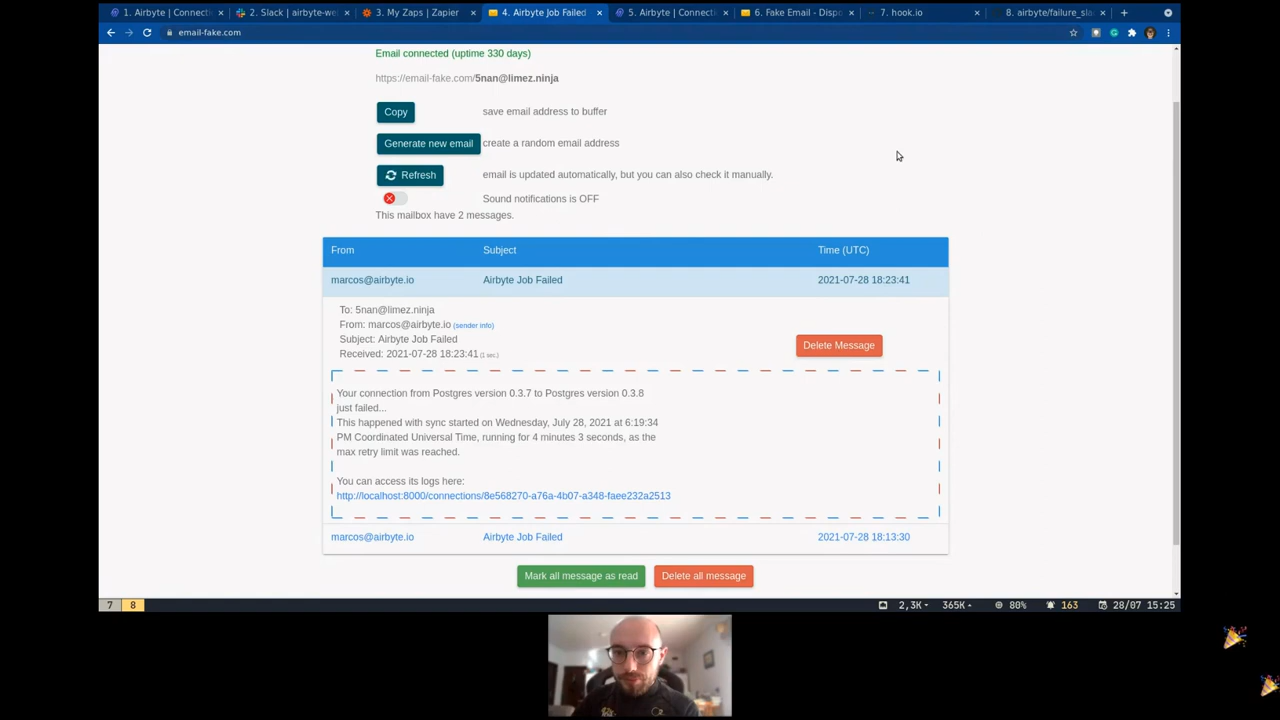 1. Airbyte | Connecti
2. Slack | airbyte-we
3. My Zaps | Zapier
4. Airbyte Job Failed
5. Airbyte | Connecti
6. Fake Email - Dispo
7. hook.io
8. airbyte/failure_sla
email-fake.com
Email connected (uptime 330 days)
https://email-fake.com/5nan@limez.ninja
Copy save email address to buffer
Generate new email create a random email address
Refresh email is updated automatically, but you can also check it manually.
Sound notifications is OFF
This mailbox have 2 messages.
From Subject Time (UTC)
marcos@airbyte.io Airbyte Job Failed 2021-07-28 18:23:41
To: 5nan@limez.ninja
From: marcos@airbyte.io (sender info)
Subject: Airbyte Job Failed
Received: 2021-07-28 18:23:41 (1 sec.)
Delete Message
Your connection from Postgres version 0.3.7 to Postgres version 0.3.8
just failed...
This happened with sync started on Wednesday, July 28, 2021 at 6:19:34
PM Coordinated Universal Time, running for 4 minutes 3 seconds, as the
max retry limit was reached.
You can access its logs here:
http://localhost:8000/connections/8e568270-a76a-4b07-a348-faee232a2513
marcos@airbyte.io Airbyte Job Failed 2021-07-28 18:13:30
Mark all message as read Delete all message
7 8 2,3K 365K 80% 163 28/07 15:25